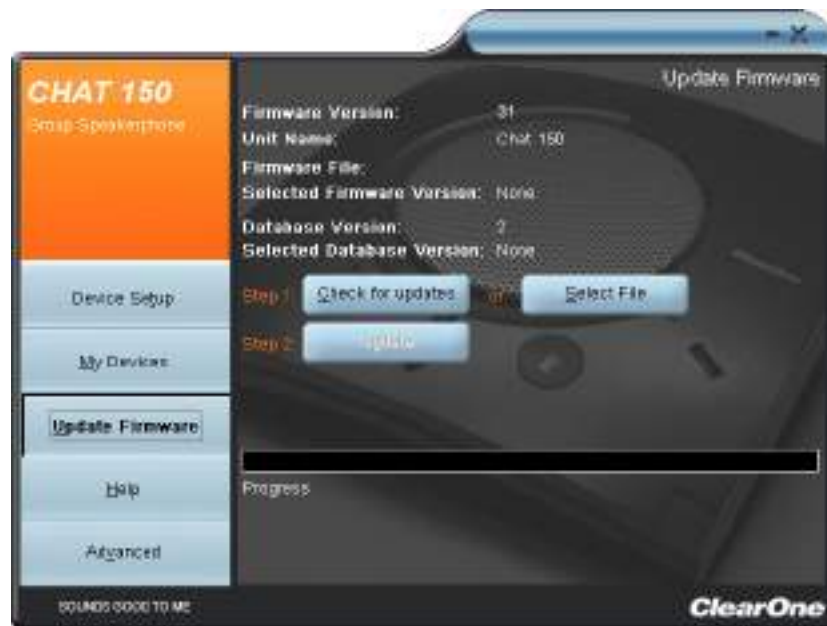 Update Firmware
CHAT 150
Group Speakerphone
Firmware Version: 31
Unit Name: Chat 150
Firmware File:
Selected Firmware Version: None
Database Version: 2
Selected Database Version: None
Step 1: Check for updates or Select File
Step 2: Update
Device Setup
My Devices
Update Firmware
Help
Advanced
Progress
SOUNDS GOOD TO ME
ClearOne